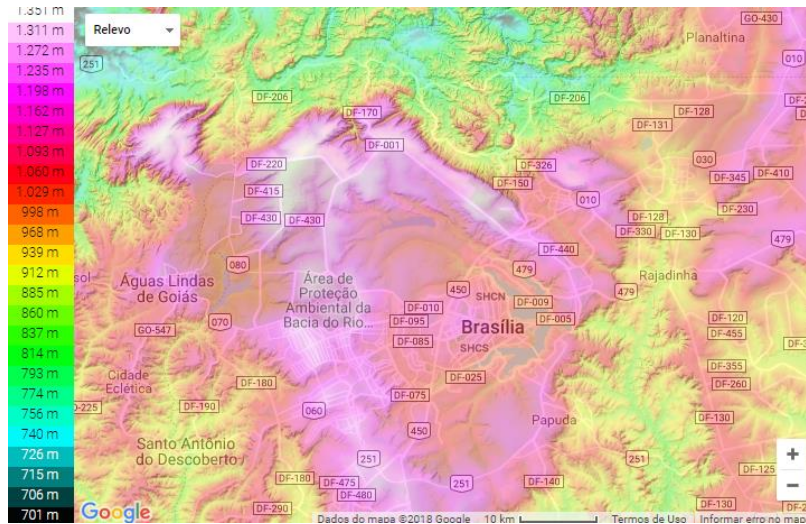 1.351 m
1.311 m
1.272 m
1.235 m
1.198 m
1.162 m
1.127 m
1.093 m
1.060 m
1.029 m
998 m
968 m
939 m
912 m
885 m
860 m
837 m
814 m
793 m
774 m
756 m
740 m
726 m
715 m
706 m
701 m
Relevo
GO-430
Planaltina
251
010
DF-206
DF-206
DF-170
DF-128
DF-131
DF-001
DF-220
DF-326
030
DF-150
DF-345
DF-410
DF-415
010
DF-430
DF-430
DF-128
DF-230
DF-330
DF-130
479
DF-440
080
479
Rajadinha
Águas Lindas
de Goiás
Área de
Proteção
Ambiental da
Bacia do Rio...
450
SHCN
479
DF-009
DF-010
GO-547
070
DF-095
Brasília
DF-005
DF-120
DF-455
DF-085
SHCS
Cidade
Eclética
DF-355
DF-180
DF-025
DF-260
DF-075
DF-190
060
450
Papuda
DF-130
Santo Antônio
do Descoberto
251
251
251
DF-125
DF-180
DF-475
DF-140
DF-480
DF-290
DF-130
Google
Dados do mapa ©2018 Google
10 km
Termos de Uso
Informar erro no mapa